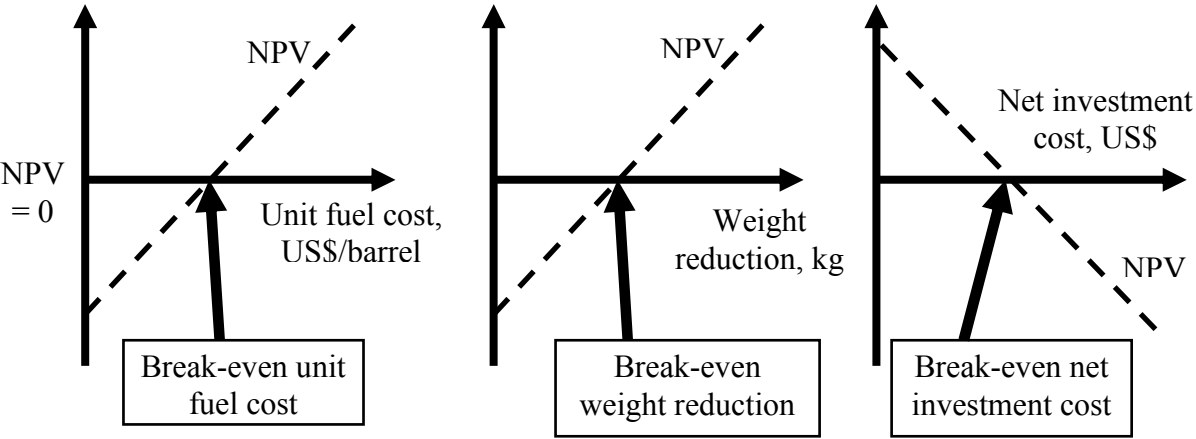 NPV
NPV
= 0
Unit fuel cost,
US$/barrel
Break-even unit
fuel cost
NPV
Weight
reduction, kg
Break-even
weight reduction
Net investment
cost, US$
NPV
Break-even net
investment cost